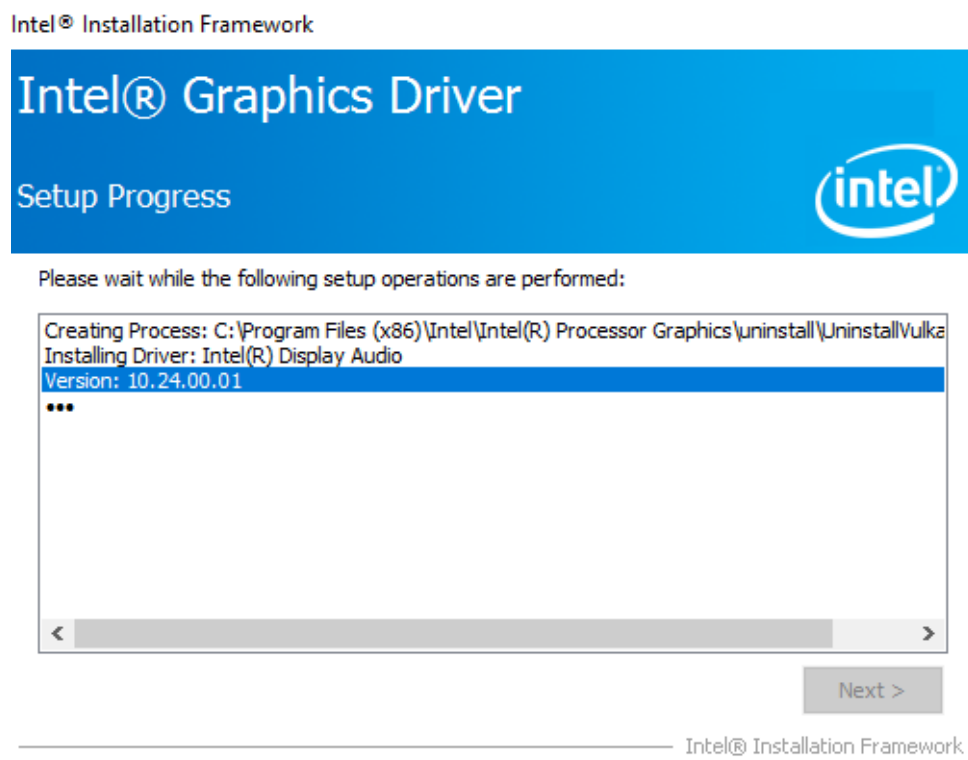 Intel® Installation Framework
Intel® Graphics Driver
Setup Progress
intel
Please wait while the following setup operations are performed:
Creating Process: C:\Program Files (x86)\Intel\Intel(R) Processor Graphics\uninstall\UninstallVulka
Installing Driver: Intel(R) Display Audio
Version: 10.24.00.01
•••
< >
Next >
Intel® Installation Framework